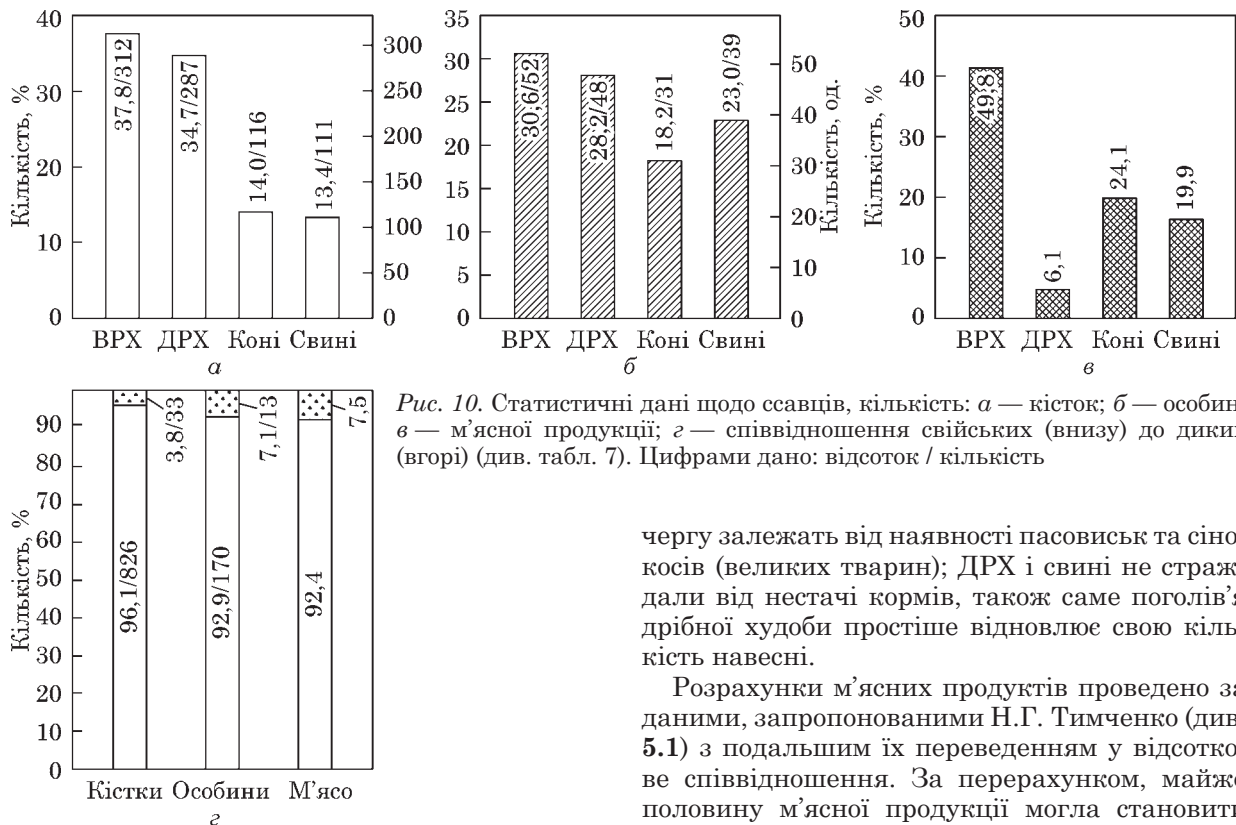 40
30
20
10
0
Кількість, %
37,8/312
34,7/287
14,0/116
13,4/111
300
250
200
150
100
50
0
ВРХ ДРХ Коні Свині
а
35
30
25
20
15
10
5
0
30,6/52
28,2/48
18,2/31
23,0/39
50
40
30
20
10
0
Кількість, од.
ВРХ ДРХ Коні Свині
б
50
40
30
20
10
0
Кількість, %
49,8
6,1
24,1
19,9
ВРХ ДРХ Коні Свині
в
90
80
70
60
50
40
30
20
10
0
Кількість, %
96,1/826
3,8/33
92,9/170
7,1/13
92,4
7,5
Кістки Особини М'ясо
г
Рис. 10. Статистичні дані щодо ссавців, кількість: а — кісток; б — особин
в — м'ясної продукції; г — співвідношення свійських (внизу) до дики
(вгорі) (див. табл. 7). Цифрами дано: відсоток / кількість
чергу залежать від наявності пасовиськ та сіно
косів (великих тварин); ДРХ і свині не страж
дали від нестачі кормів, також саме поголів'я
дрібної худоби простіше відновлює свою кіль
кість навесні.
Розрахунки м'ясних продуктів проведено за
даними, запропонованими Н.Г. Тимченко (див
5.1) з подальшим їх переведенням у відсотко
ве співвідношення. За перерахунком, майже
половину м'ясної продукції могла становити